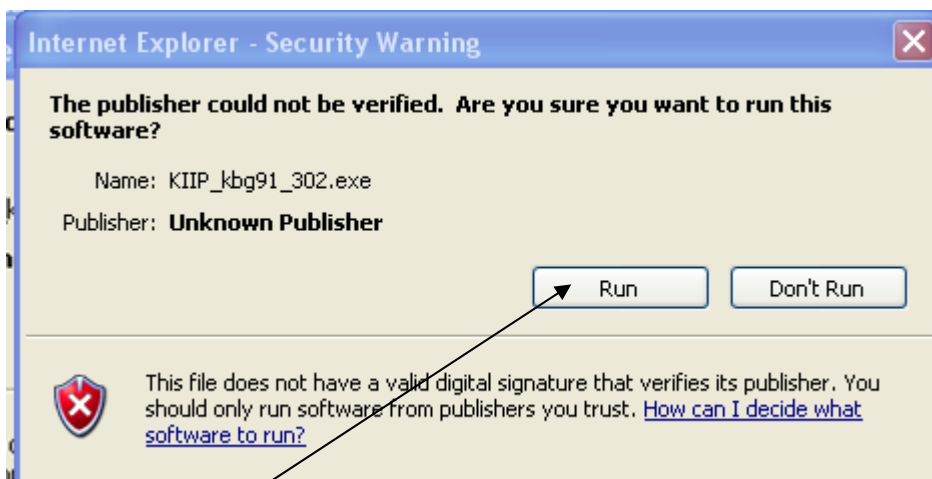 Internet Explorer - Security Warning
The publisher could not be verified.  Are you sure you want to run this
software?
Name: KIIP_kbg91_302.exe
Publisher: Unknown Publisher
Run
Don't Run
This file does not have a valid digital signature that verifies its publisher. You
should only run software from publishers you trust. How can I decide what
software to run?